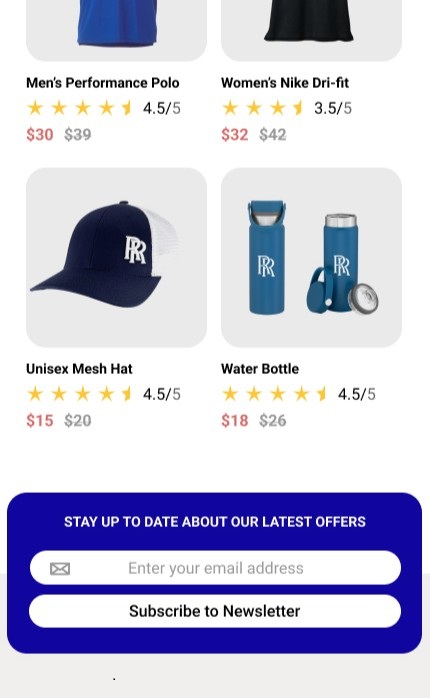 Men's Performance Polo Women's Nike Dri-fit
4.5/5 3.5/5
$30 $39 $32 $42
RR RR RR
Unisex Mesh Hat Water Bottle
4.5/5 4.5/5
$15 $20 $18 $26
STAY UP TO DATE ABOUT OUR LATEST OFFERS
Enter your email address
Subscribe to Newsletter
.